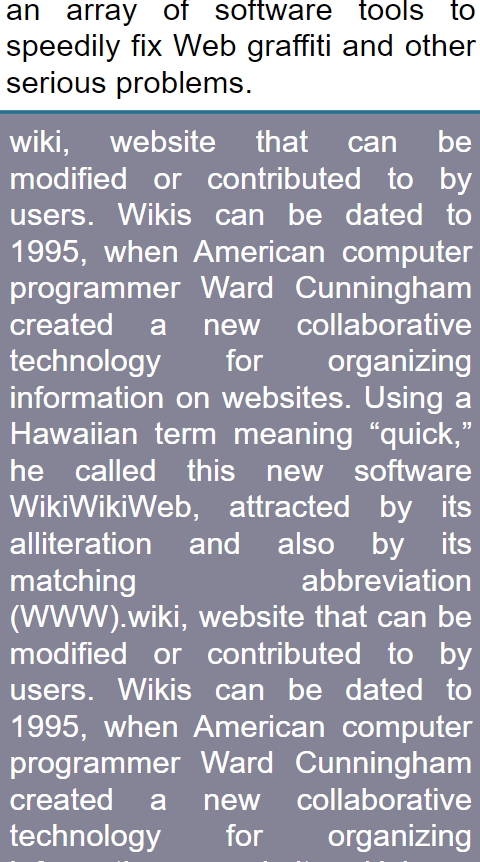 an array of software tools to
speedily fix Web graffiti and other
serious problems.
wiki, website that can be
modified or contributed to by
users. Wikis can be dated to
1995, when American computer
programmer Ward Cunningham
created a new collaborative
technology for organizing
information on websites. Using a
Hawaiian term meaning “quick,”
he called this new software
WikiWikiWeb, attracted by its
alliteration and also by its
matching abbreviation
(WWW).wiki, website that can be
modified or contributed to by
users. Wikis can be dated to
1995, when American computer
programmer Ward Cunningham
created a new collaborative
technology for organizing